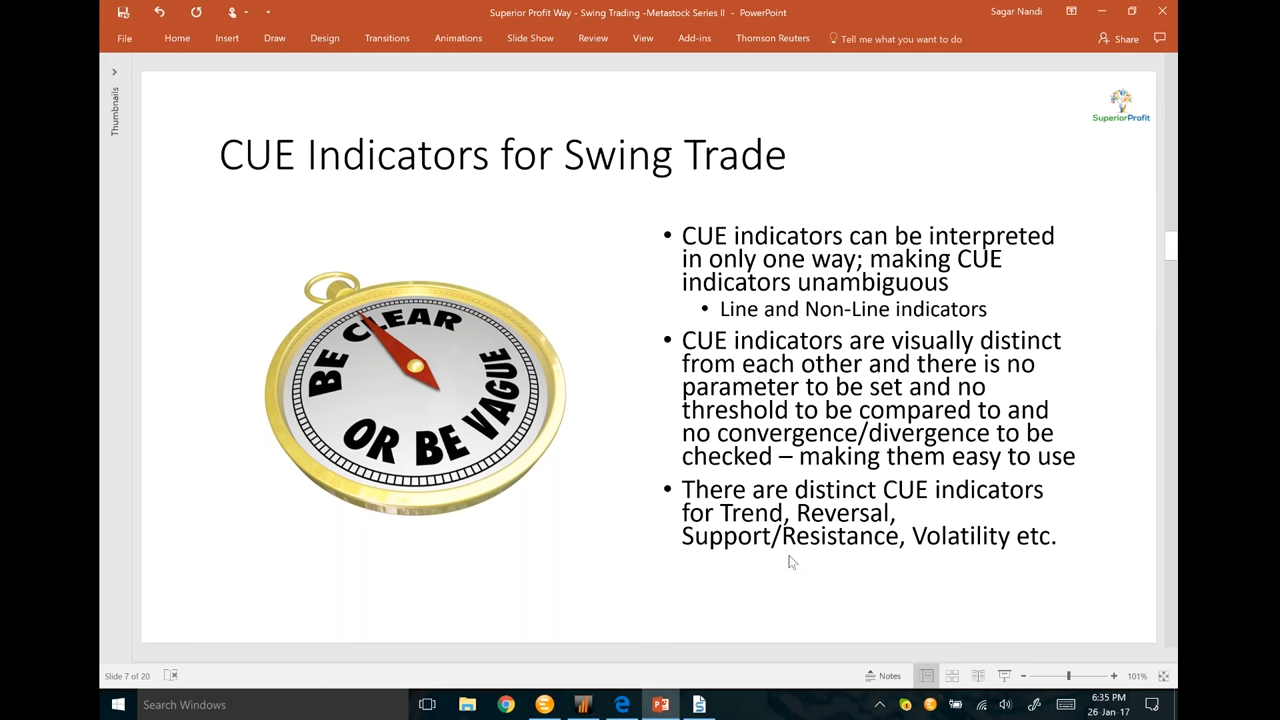 Superior Profit Way - Swing Trading -Metastock Series II - PowerPoint
Sagar Nandi
File Home Insert Draw Design Transitions Animations Slide Show Review View Add-ins Thomson Reuters Tell me what you want to do Share
Thumbnails
SuperiorProfit
CUE Indicators for Swing Trade
BE CLEAR
OR BE VAGUE
• CUE indicators can be interpreted
in only one way; making CUE
indicators unambiguous
• Line and Non-Line indicators
• CUE indicators are visually distinct
from each other and there is no
parameter to be set and no
threshold to be compared to and
no convergence/divergence to be
checked – making them easy to use
• There are distinct CUE indicators
for Trend, Reversal,
Support/Resistance, Volatility etc.
Slide 7 of 20
Notes
101%
Search Windows
6:35 PM
26-Jan-17